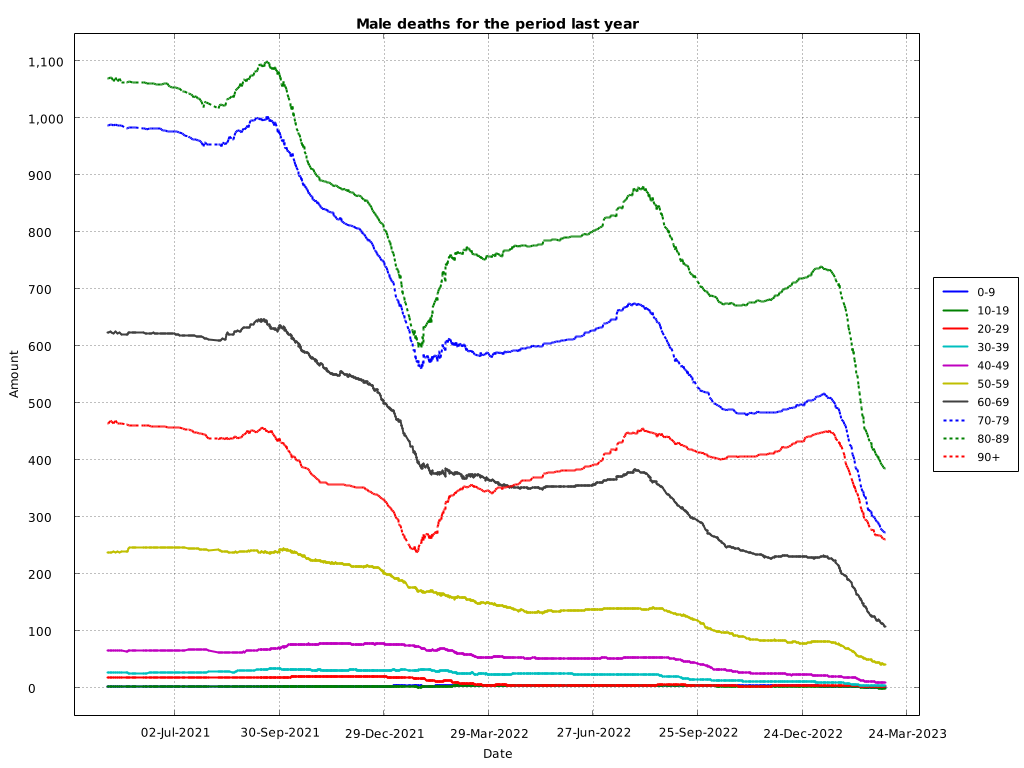 Male deaths for the period last year
1,100
1,000
900
800
700
600
500
400
300
200
100
0
Amount
02-Jul-2021
30-Sep-2021
29-Dec-2021
29-Mar-2022
27-Jun-2022
25-Sep-2022
24-Dec-2022
24-Mar-2023
Date
0-9
10-19
20-29
30-39
40-49
50-59
60-69
70-79
80-89
90+